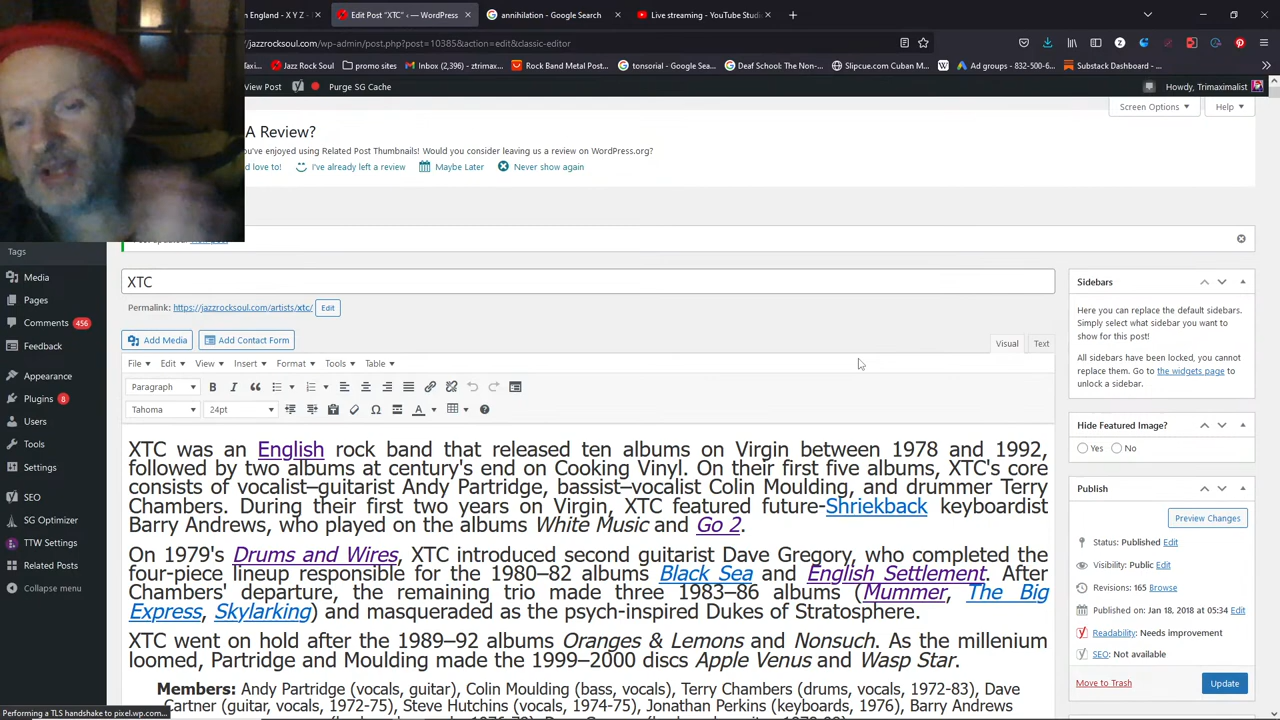 n England - X Y Z - H
Edit Post "XTC" ‹ — WordPress
annihilation - Google Search
Live streaming - YouTube Studi
/jazzrocksoul.com/wp-admin/post.php?post=10385&action=edit&classic-editor
Jazz Rock Soul
promo sites
Inbox (2,396) - ztrimax...
Rock Band Metal Post...
tonsorial - Google Sea...
Deaf School: The Non-...
Slipcue.com Cuban M...
Ad groups - 832-500-6...
Substack Dashboard - ...
View Post
Purge SG Cache
Howdy, Trimaximalist
Screen Options
Help
A Review?
you've enjoyed using Related Post Thumbnails! Would you consider leaving us a review on WordPress.org?
love to!
I've already left a review
Maybe Later
Never show again
Tags
Media
Pages
Comments 456
Feedback
Appearance
Plugins 8
Users
Tools
Settings
SEO
SG Optimizer
TTW Settings
Related Posts
Collapse menu
XTC
Permalink: https://jazzrocksoul.com/artists/xtc/ Edit
Add Media
Add Contact Form
Visual
Text
File Edit View Insert Format Tools Table
Paragraph
Tahoma
24pt
XTC was an English rock band that released ten albums on Virgin between 1978 and 1992,
followed by two albums at century's end on Cooking Vinyl. On their first five albums, XTC's core
consists of vocalist–guitarist Andy Partridge, bassist–vocalist Colin Moulding, and drummer Terry
Chambers. During their first two years on Virgin, XTC featured future-Shriekback keyboardist
Barry Andrews, who played on the albums White Music and Go 2.
On 1979's Drums and Wires, XTC introduced second guitarist Dave Gregory, who completed the
four-piece lineup responsible for the 1980–82 albums Black Sea and English Settlement. After
Chambers' departure, the remaining trio made three 1983–86 albums (Mummer, The Big
Express, Skylarking) and masqueraded as the psych-inspired Dukes of Stratosphere.
XTC went on hold after the 1989–92 albums Oranges & Lemons and Nonsuch. As the millenium
loomed, Partridge and Moulding made the 1999–2000 discs Apple Venus and Wasp Star.
Members: Andy Partridge (vocals, guitar), Colin Moulding (bass, vocals), Terry Chambers (drums, vocals, 1972-83), Dave
Cartner (guitar, vocals, 1972-75), Steve Hutchins (vocals, 1974-75), Jonathan Perkins (keyboards, 1976), Barry Andrews
Performing a TLS handshake to pixel.wp.com...
Sidebars
Here you can replace the default sidebars.
Simply select what sidebar you want to
show for this post!
All sidebars have been locked, you cannot
replace them. Go to the widgets page to
unlock a sidebar.
Hide Featured Image?
Yes
No
Publish
Preview Changes
Status: Published Edit
Visibility: Public Edit
Revisions: 165 Browse
Published on: Jan 18, 2018 at 05:34 Edit
Readability: Needs improvement
SEO: Not available
Move to Trash
Update